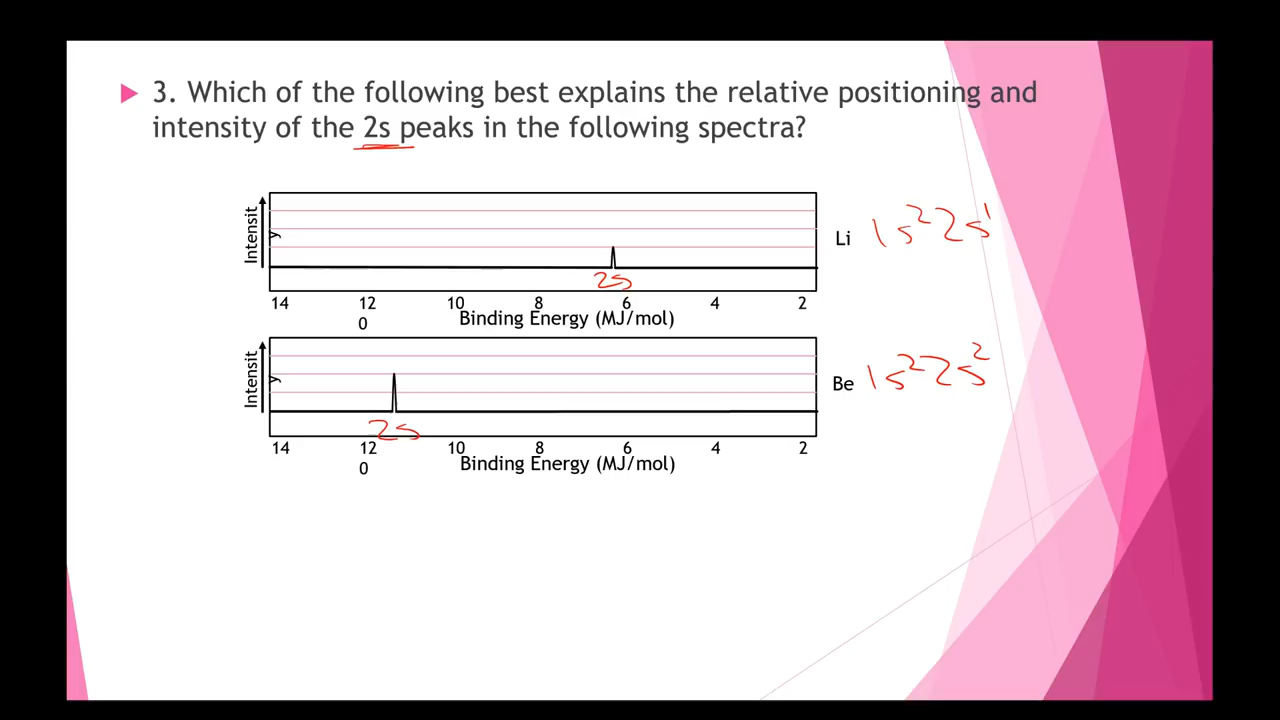 3. Which of the following best explains the relative positioning and
intensity of the 2s peaks in the following spectra?
Intensit
y
Li 1s²2s¹
2s
14 12 10 8 6 4 2
0
Binding Energy (MJ/mol)
Intensit
y
Be 1s²2s²
2s
14 12 10 8 6 4 2
0
Binding Energy (MJ/mol)